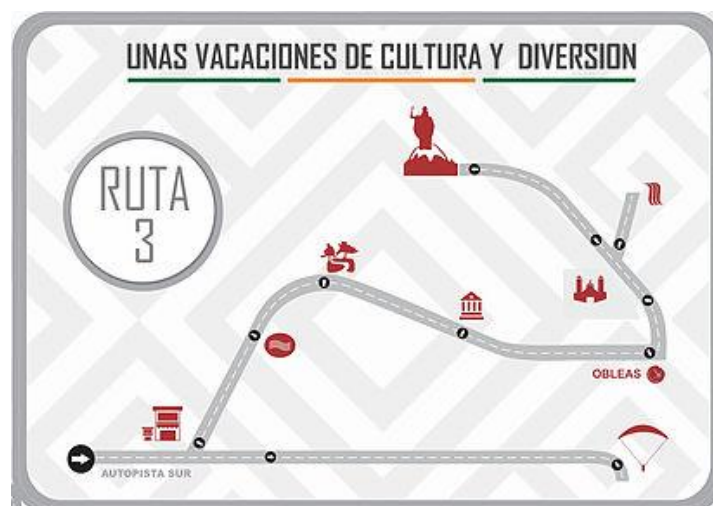 UNAS VACACIONES DE CULTURA Y DIVERSION
RUTA
3
OBLEAS
AUTOPISTA SUR